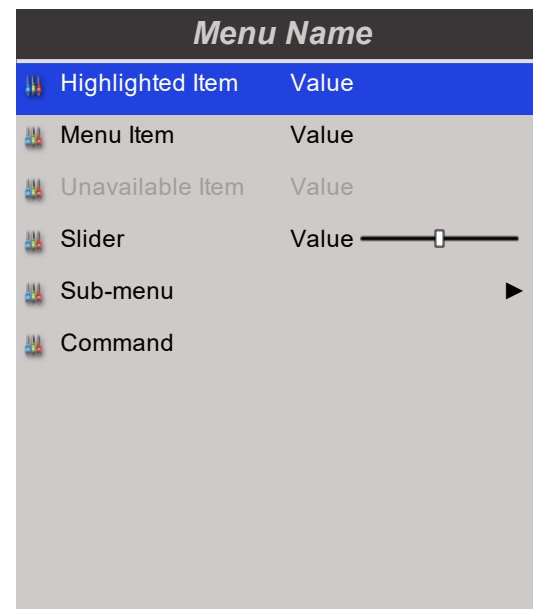 Menu Name
Highlighted Item Value
Menu Item Value
Unavailable Item Value
Slider Value
Sub-menu
Command